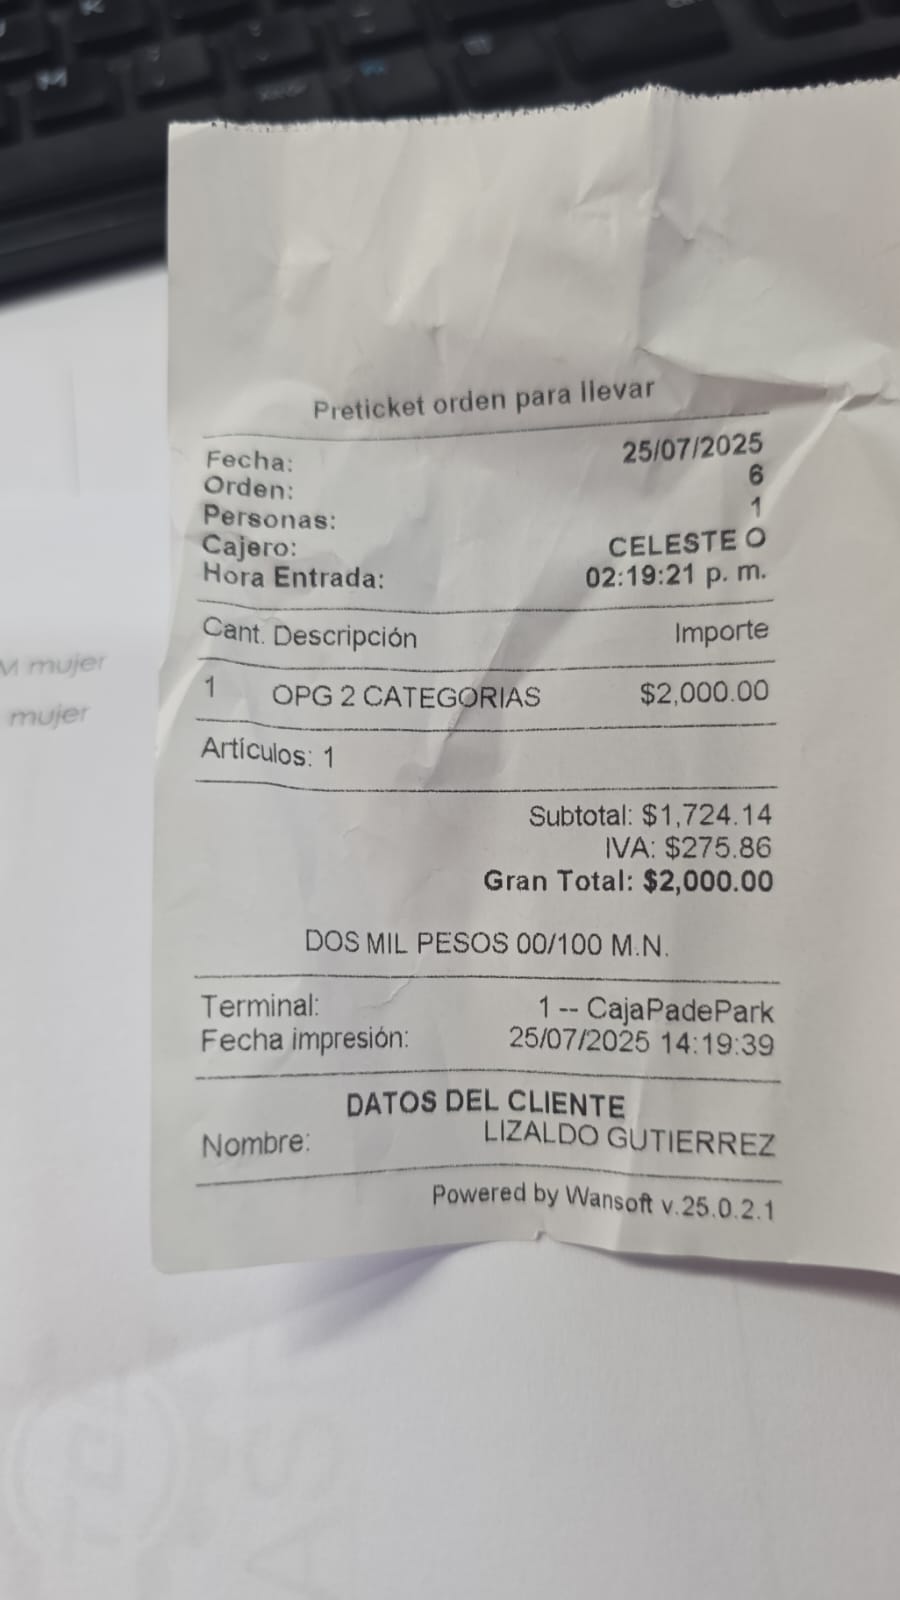 Preticket orden para llevar
Fecha: 25/07/2025
Orden: 6
Personas: 1
Cajero: CELESTE O
Hora Entrada: 02:19:21 p. m.
Cant. Descripción Importe
1 OPG 2 CATEGORIAS $2,000.00
Artículos: 1
Subtotal: $1,724.14
IVA: $275.86
Gran Total: $2,000.00
DOS MIL PESOS 00/100 M.N.
Terminal: 1 -- CajaPadePark
Fecha impresión: 25/07/2025 14:19:39
DATOS DEL CLIENTE
Nombre: LIZALDO GUTIERREZ
Powered by Wansoft v.25.0.2.1
M mujer
mujer